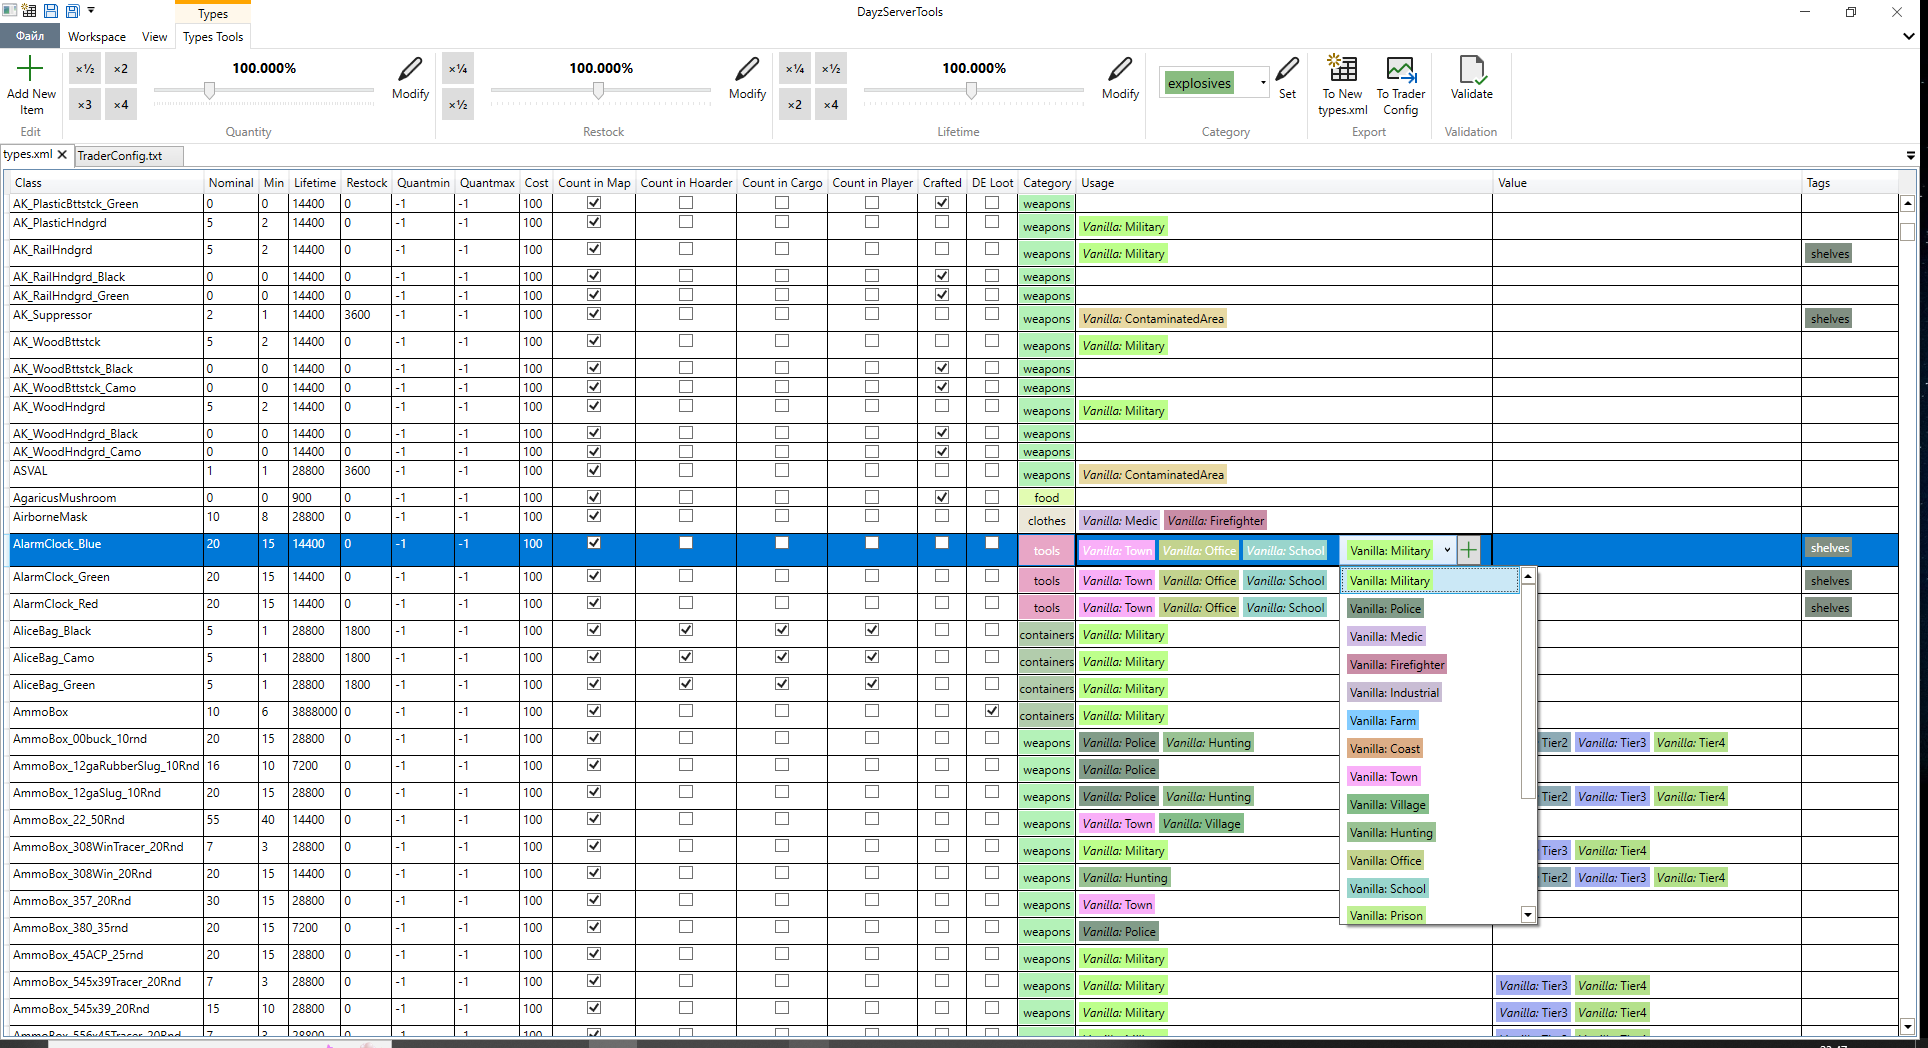 DayzServerTools
Types
Файл Workspace View Types Tools
Add New Item
Edit
×½ ×2 ×3 ×4 100.000% Modify
Quantity
×¼ ×½ 100.000% Modify
Restock
×¼ ×½ ×2 ×4 100.000% Modify
Lifetime
explosives Set
Category
To New types.xml To Trader Config
Export
Validate
Validation
types.xml TraderConfig.txt
Class Nominal Min Lifetime Restock Quantmin Quantmax Cost Count in Map Count in Hoarder Count in Cargo Count in Player Crafted DE Loot Category Usage Value Tags
AK_PlasticBttstck_Green 0 0 14400 0 -1 -1 100 weapons
AK_PlasticHndgrd 5 2 14400 0 -1 -1 100 weapons Vanilla: Military
AK_RailHndgrd 5 2 14400 0 -1 -1 100 weapons Vanilla: Military shelves
AK_RailHndgrd_Black 0 0 14400 0 -1 -1 100 weapons
AK_RailHndgrd_Green 0 0 14400 0 -1 -1 100 weapons
AK_Suppressor 2 1 14400 3600 -1 -1 100 weapons Vanilla: ContaminatedArea shelves
AK_WoodBttstck 5 2 14400 0 -1 -1 100 weapons Vanilla: Military
AK_WoodBttstck_Black 0 0 14400 0 -1 -1 100 weapons
AK_WoodBttstck_Camo 0 0 14400 0 -1 -1 100 weapons
AK_WoodHndgrd 5 2 14400 0 -1 -1 100 weapons Vanilla: Military
AK_WoodHndgrd_Black 0 0 14400 0 -1 -1 100 weapons
AK_WoodHndgrd_Camo 0 0 14400 0 -1 -1 100 weapons
ASVAL 1 1 28800 3600 -1 -1 100 weapons Vanilla: ContaminatedArea
AgaricusMushroom 0 0 900 0 -1 -1 100 food
AirborneMask 10 8 28800 0 -1 -1 100 clothes Vanilla: Medic Vanilla: Firefighter
AlarmClock_Blue 20 15 14400 0 -1 -1 100 tools Vanilla: Town Vanilla: Office Vanilla: School Vanilla: Military shelves
AlarmClock_Green 20 15 14400 0 -1 -1 100 tools Vanilla: Town Vanilla: Office Vanilla: School Vanilla: Military shelves
AlarmClock_Red 20 15 14400 0 -1 -1 100 tools Vanilla: Town Vanilla: Office Vanilla: School Vanilla: Police shelves
AliceBag_Black 5 1 28800 1800 -1 -1 100 containers Vanilla: Military Vanilla: Medic
AliceBag_Camo 5 1 28800 1800 -1 -1 100 containers Vanilla: Military Vanilla: Firefighter
AliceBag_Green 5 1 28800 1800 -1 -1 100 containers Vanilla: Military Vanilla: Industrial
AmmoBox 10 6 3888000 0 -1 -1 100 containers Vanilla: Military Vanilla: Farm
AmmoBox_00buck_10rnd 20 15 28800 0 -1 -1 100 weapons Vanilla: Police Vanilla: Hunting Vanilla: Coast Tier2 Vanilla: Tier3 Vanilla: Tier4
AmmoBox_12gaRubberSlug_10Rnd 16 10 7200 0 -1 -1 100 weapons Vanilla: Police Vanilla: Town
AmmoBox_12gaSlug_10Rnd 20 15 28800 0 -1 -1 100 weapons Vanilla: Police Vanilla: Hunting Vanilla: Village Tier2 Vanilla: Tier3 Vanilla: Tier4
AmmoBox_22_50Rnd 55 40 14400 0 -1 -1 100 weapons Vanilla: Town Vanilla: Village Vanilla: Hunting
AmmoBox_308WinTracer_20Rnd 7 3 28800 0 -1 -1 100 weapons Vanilla: Military Vanilla: Office Tier3 Vanilla: Tier4
AmmoBox_308Win_20Rnd 20 15 14400 0 -1 -1 100 weapons Vanilla: Hunting Vanilla: School Tier2 Vanilla: Tier3 Vanilla: Tier4
AmmoBox_357_20Rnd 30 15 28800 0 -1 -1 100 weapons Vanilla: Town Vanilla: Prison
AmmoBox_380_35rnd 20 15 7200 0 -1 -1 100 weapons Vanilla: Police
AmmoBox_45ACP_25rnd 20 15 28800 0 -1 -1 100 weapons Vanilla: Military
AmmoBox_545x39Tracer_20Rnd 7 3 28800 0 -1 -1 100 weapons Vanilla: Military Vanilla: Tier3 Vanilla: Tier4
AmmoBox_545x39_20Rnd 15 10 28800 0 -1 -1 100 weapons Vanilla: Military Vanilla: Tier3 Vanilla: Tier4
AmmoBox_556x45Tracer_20Rnd 7 3 28800 0 -1 -1 100 weapons